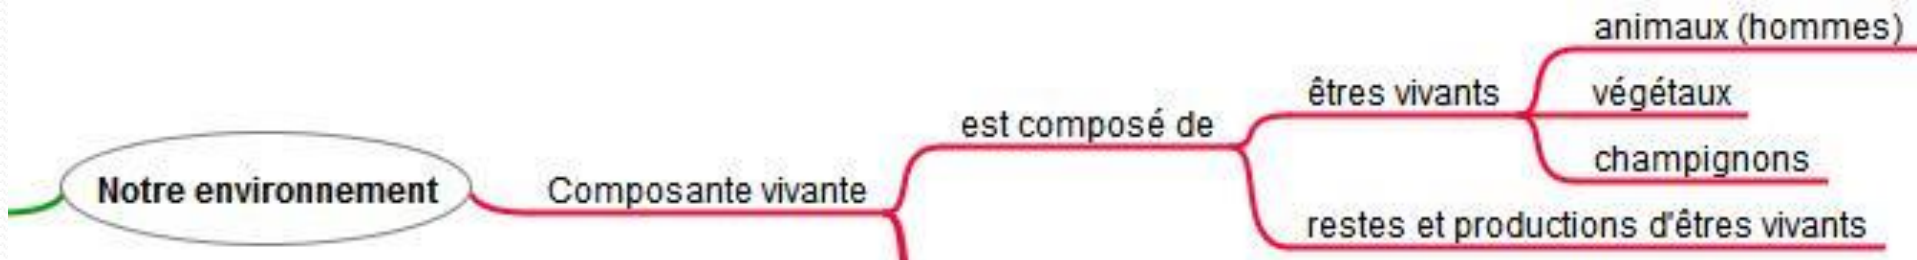 Notre environnement
Composante vivante
est composé de
êtres vivants
animaux (hommes)
végétaux
champignons
restes et productions d'êtres vivants